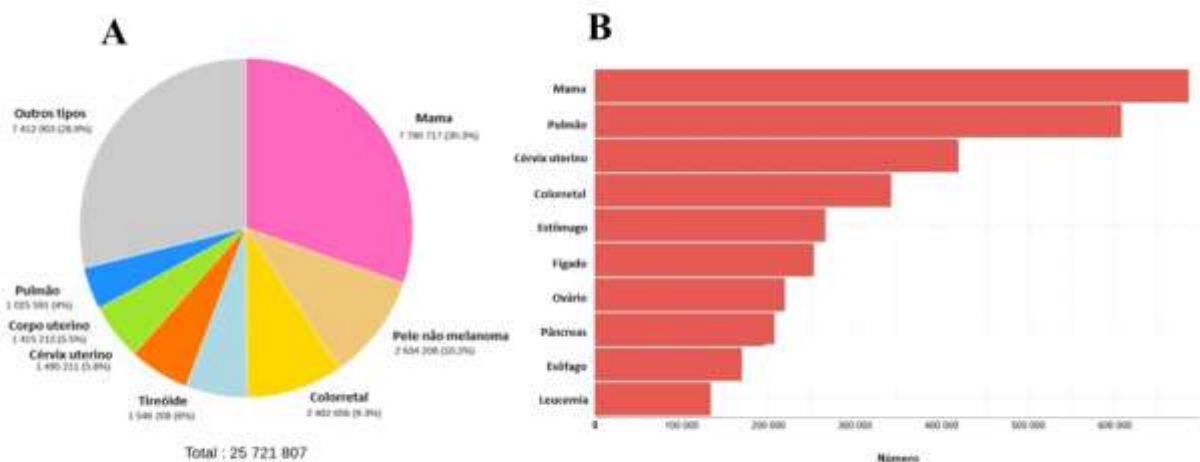 A
Outros tipos
7 412 903 (28.8%)
Mama
7 790 717 (30.3%)
Pulmão
1 025 591 (4%)
Corpo uterino
1 415 213 (5.5%)
Cérvix uterino
1 495 211 (5.8%)
Tireóide
1 546 208 (6%)
Colorretal
2 402 656 (9.3%)
Pele não melanoma
2 634 208 (10.2%)
Total : 25 721 807
B
Mama
Pulmão
Cérvix uterino
Colorretal
Estômago
Fígado
Ovário
Pâncreas
Esôfago
Leucemia
0 100 000 200 000 300 000 400 000 500 000 600 000
Número